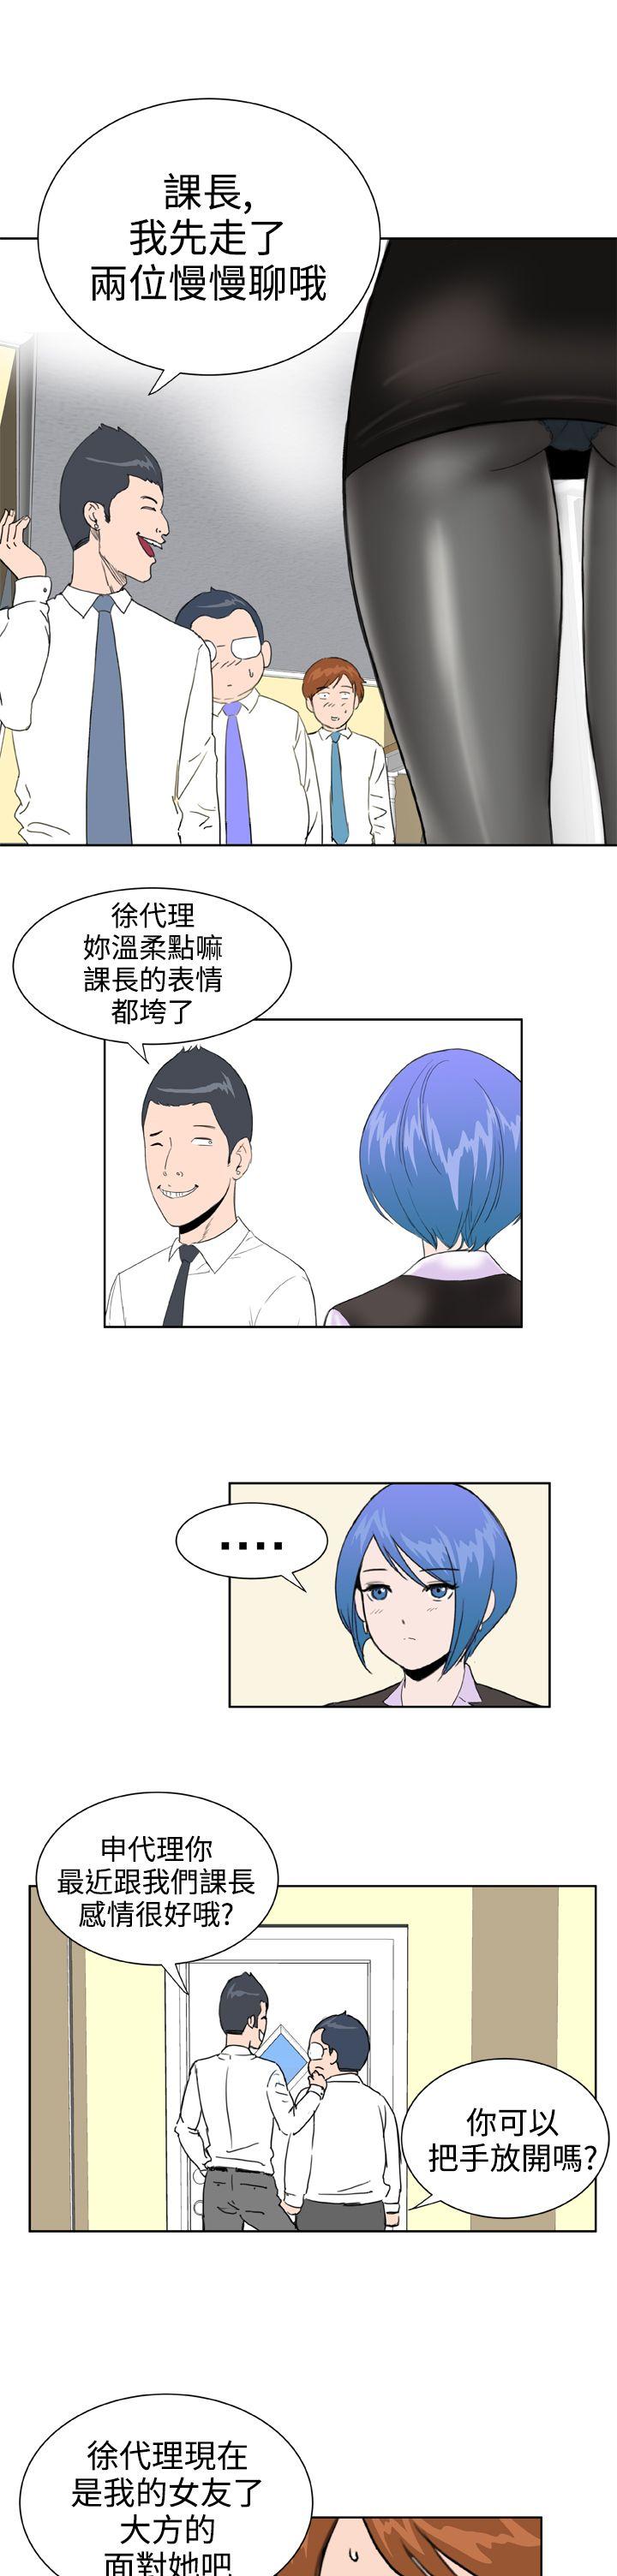 課長,
我先走了
兩位慢慢聊哦
徐代理
妳溫柔點嘛
課長的表情
都垮了
....
申代理你
最近跟我們課長
感情很好哦?
你可以
把手放開嗎?
徐代理現在
是我的女友了
大方的
面對她吧